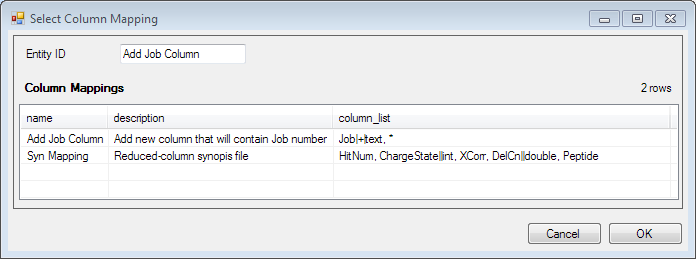 Select Column Mapping
Entity ID Add Job Column
Column Mappings 2 rows
name description column_list
Add Job Column Add new column that will contain Job number Job|+|text, *
Syn Mapping Reduced-column synopis file HitNum, ChargeState||int, XCorr, DelCn||double, Peptide
Cancel OK